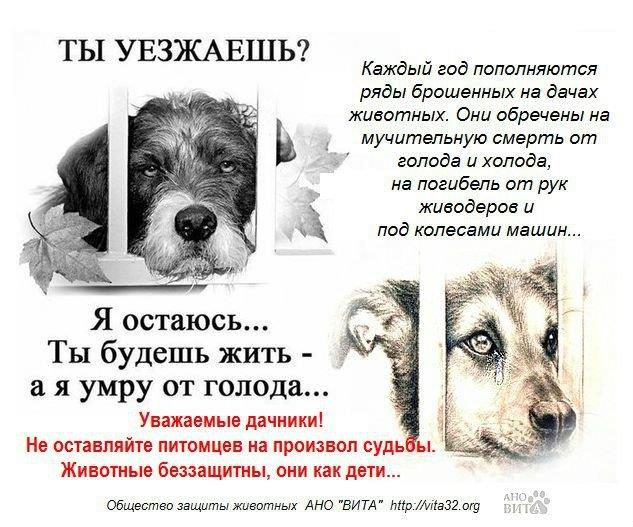 ТЫ УЕЗЖАЕШЬ?
Каждый год пополняются
ряды брошенных на дачах
животных. Они обречены на
мучительную смерть от
голода и холода,
на погибель от рук
живодеров и
под колесами машин...
Я остаюсь...
Ты будешь жить -
а я умру от голода...
Уважаемые дачники!
Не оставляйте питомцев на произвол судьбы.
Животные беззащитны, они как дети...
Общество защиты животных АНО "ВИТА" http://vita32.org
АНО
ВИТА